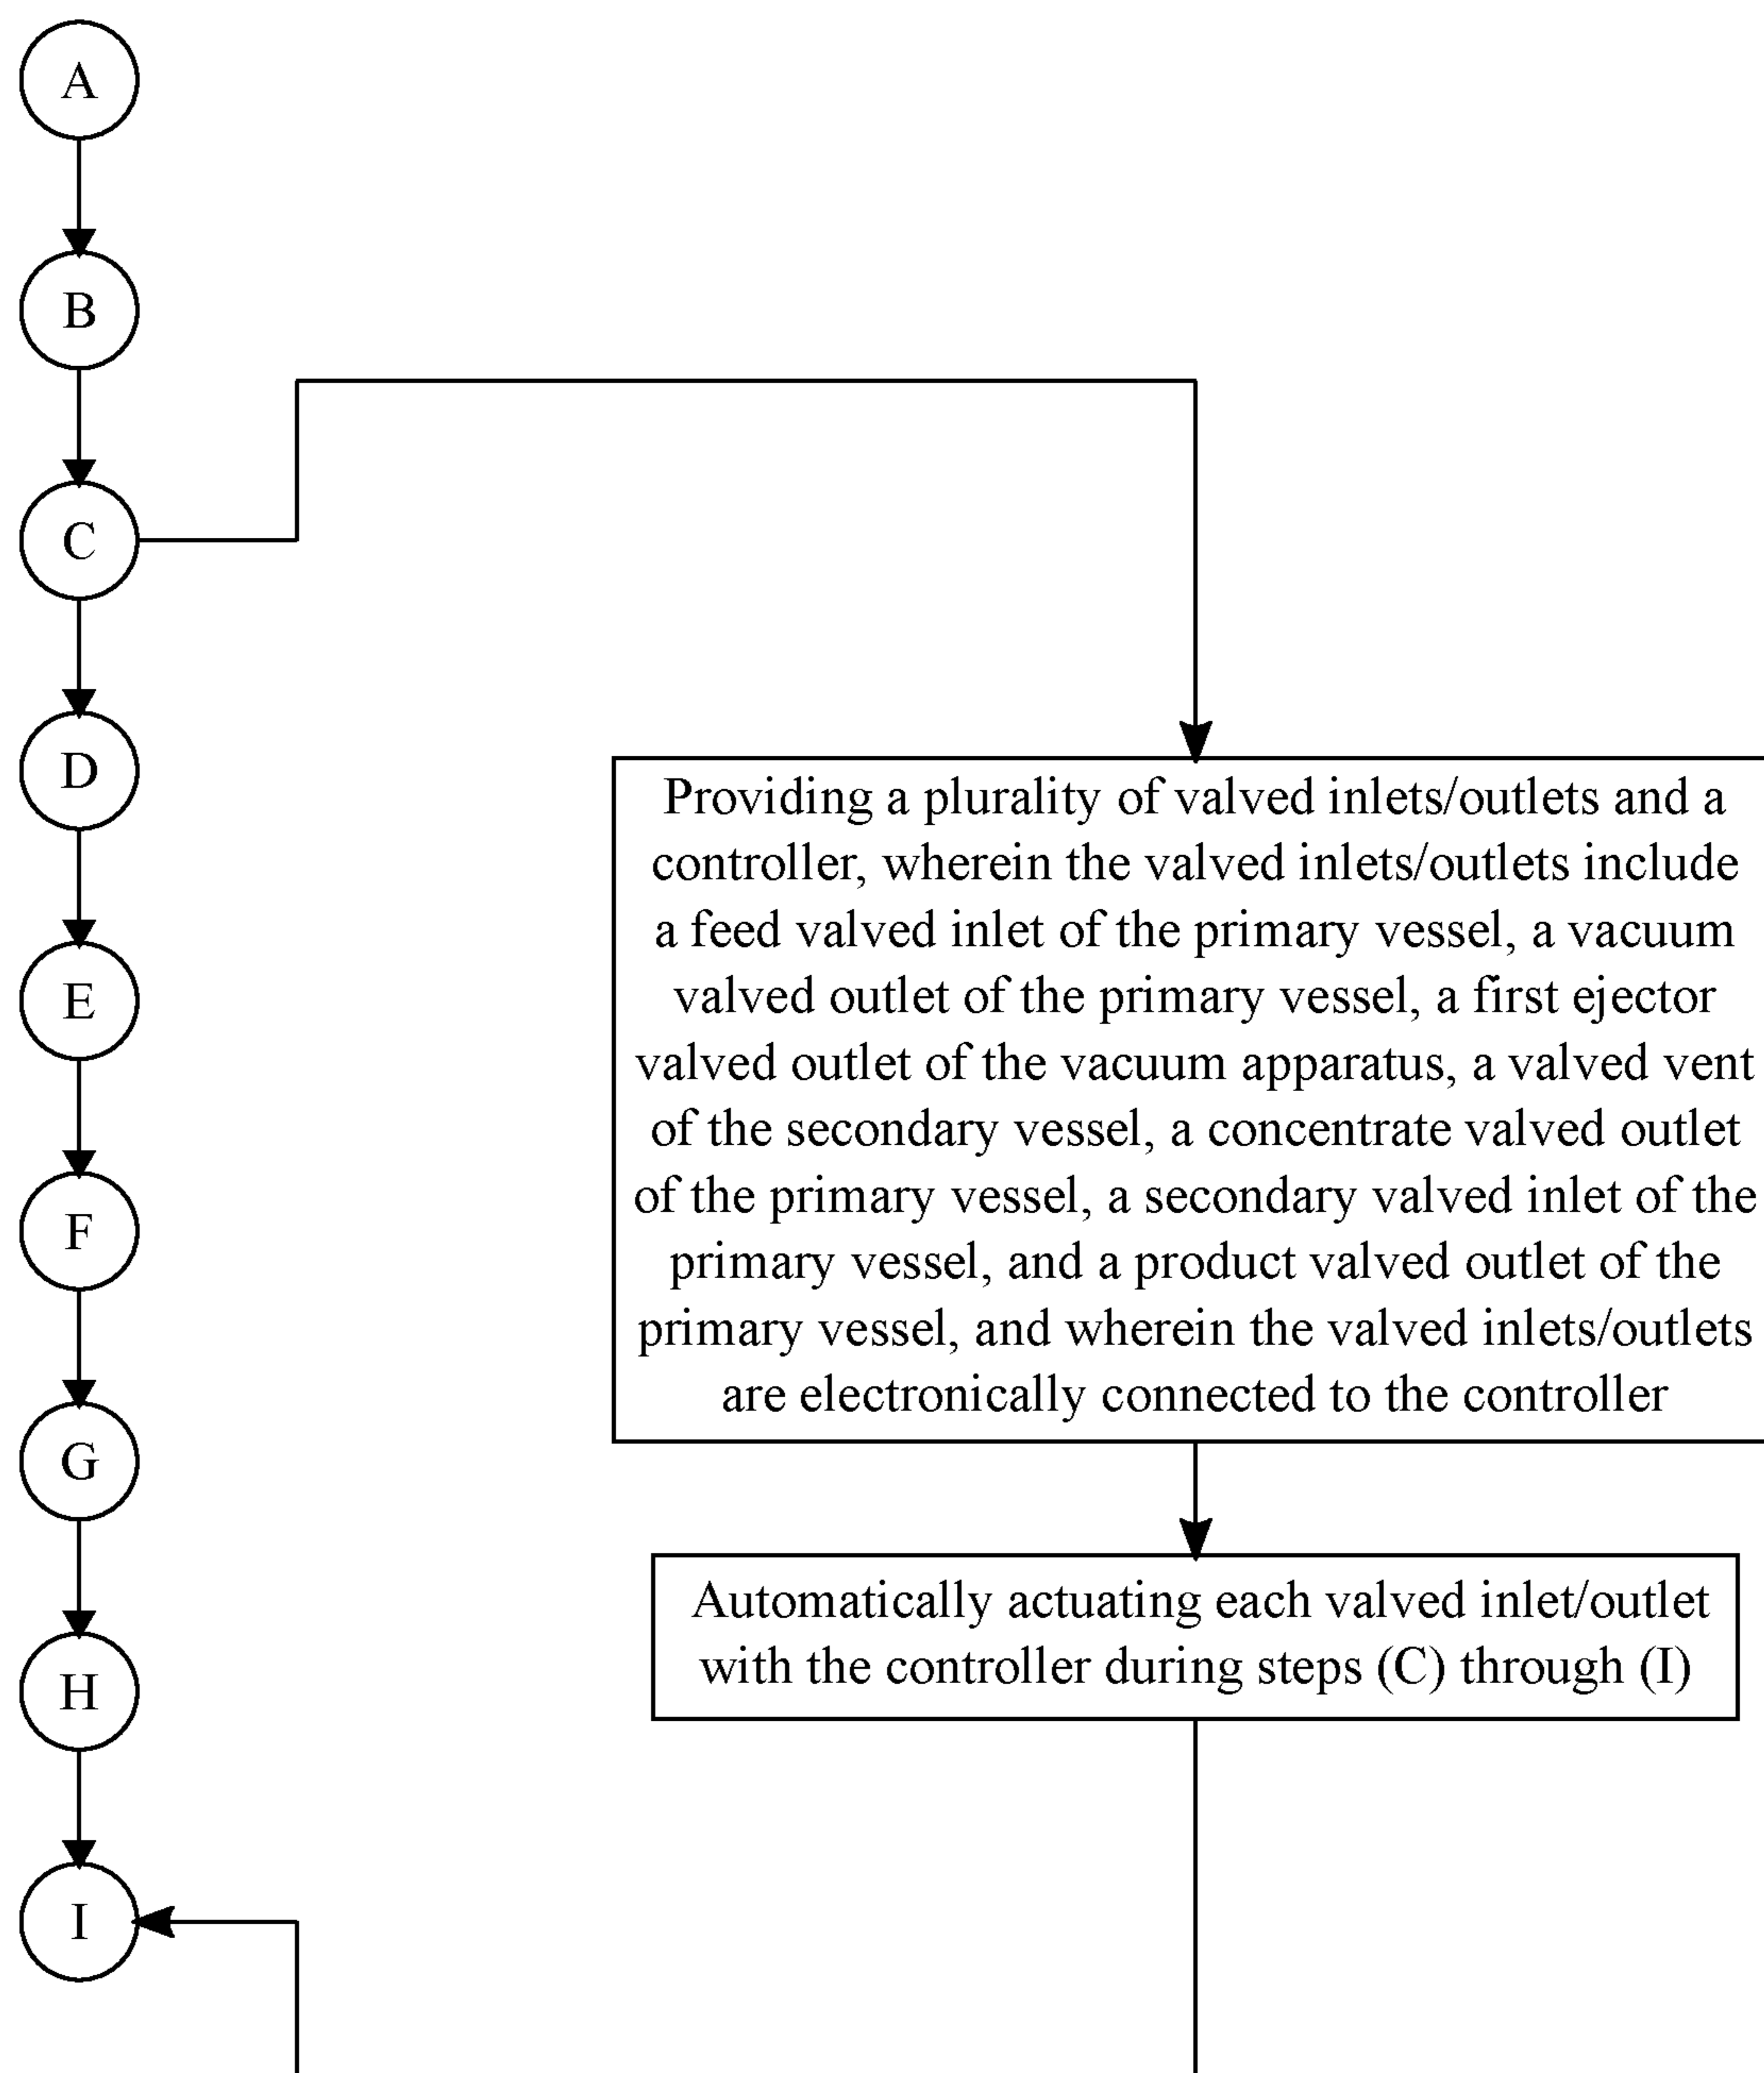 A
B
C
D
E
F
G
H
I
Providing a plurality of valved inlets/outlets and a
controller, wherein the valved inlets/outlets include
a feed valved inlet of the primary vessel, a vacuum
valved outlet of the primary vessel, a first ejector
valved outlet of the vacuum apparatus, a valved vent
of the secondary vessel, a concentrate valved outlet
of the primary vessel, a secondary valved inlet of the
primary vessel, and a product valved outlet of the
primary vessel, and wherein the valved inlets/outlets
are electronically connected to the controller
Automatically actuating each valved inlet/outlet
with the controller during steps (C) through (I)